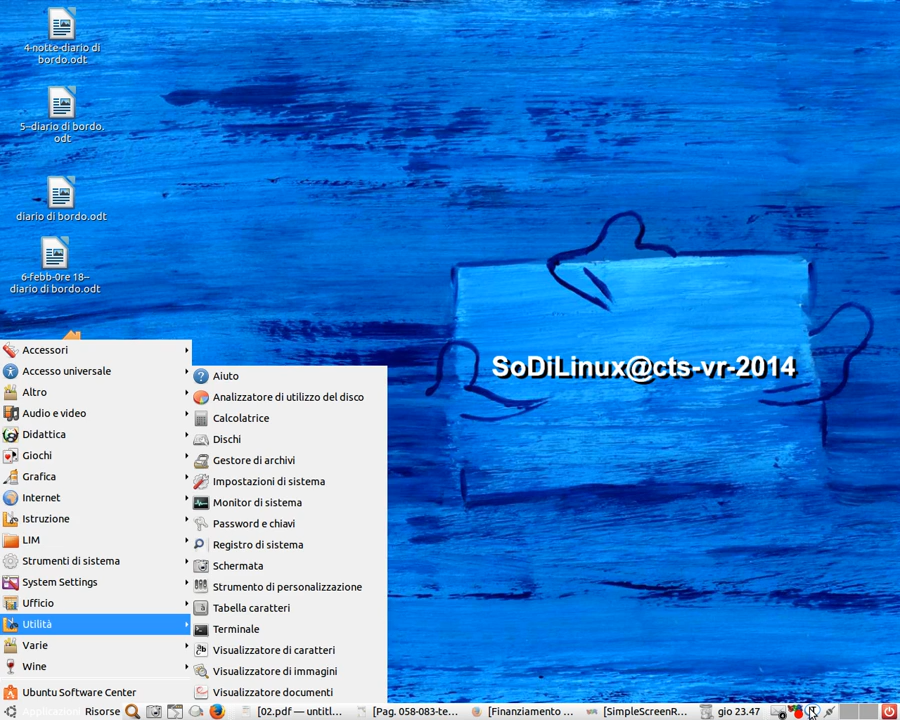 4-notte-diario di
bordo.odt
5--diario di bordo.
odt
diario di bordo.odt
6-febb-0re 18--
diario di bordo.odt
SoDiLinux@cts-vr-2014
Accessori
Accesso universale
Altro
Audio e video
Didattica
Giochi
Grafica
Internet
Istruzione
LIM
Strumenti di sistema
System Settings
Ufficio
Utilità
Varie
Wine
Ubuntu Software Center
Aiuto
Analizzatore di utilizzo del disco
Calcolatrice
Dischi
Gestore di archivi
Impostazioni di sistema
Monitor di sistema
Password e chiavi
Registro di sistema
Schermata
Strumento di personalizzazione
Tabella caratteri
Terminale
Visualizzatore di caratteri
Visualizzatore di immagini
Visualizzatore documenti
Applicazioni Risorse [02.pdf — untitl... [Pag. 058-083-te... [Finanziamento ... [SimpleScreenR... gio 23.47